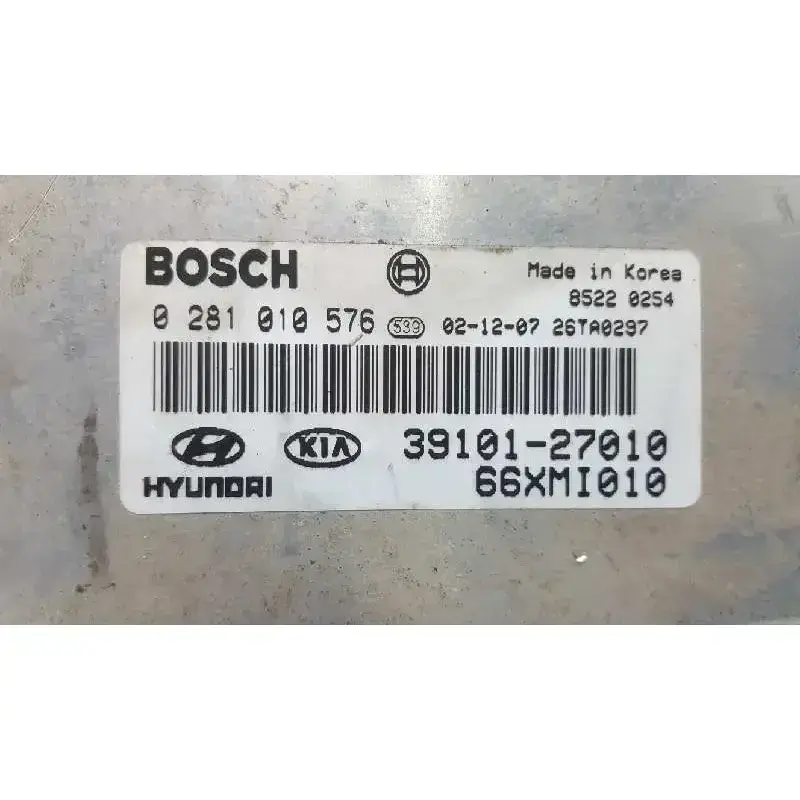 BOSCH
Made in Korea
8522 0254
0 281 010 576 539 02-12-07 26TA0297
HYUNDAI KIA 39101-27010
66XMI010